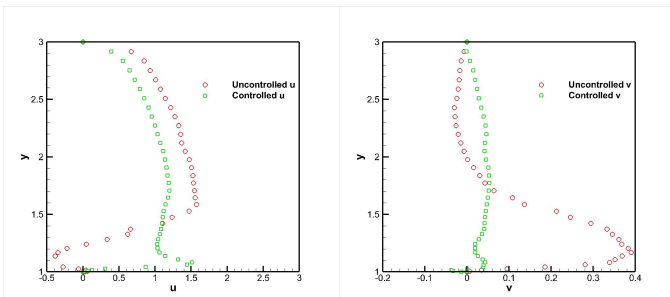 3
2.5
2
1.5
1
y
-0.5 0 0.5 1 1.5 2 2.5 3
u
Uncontrolled u
Controlled u
3
2.5
2
1.5
1
y
-0.2 -0.1 0 0.1 0.2 0.3 0.4
v
Uncontrolled v
Controlled v